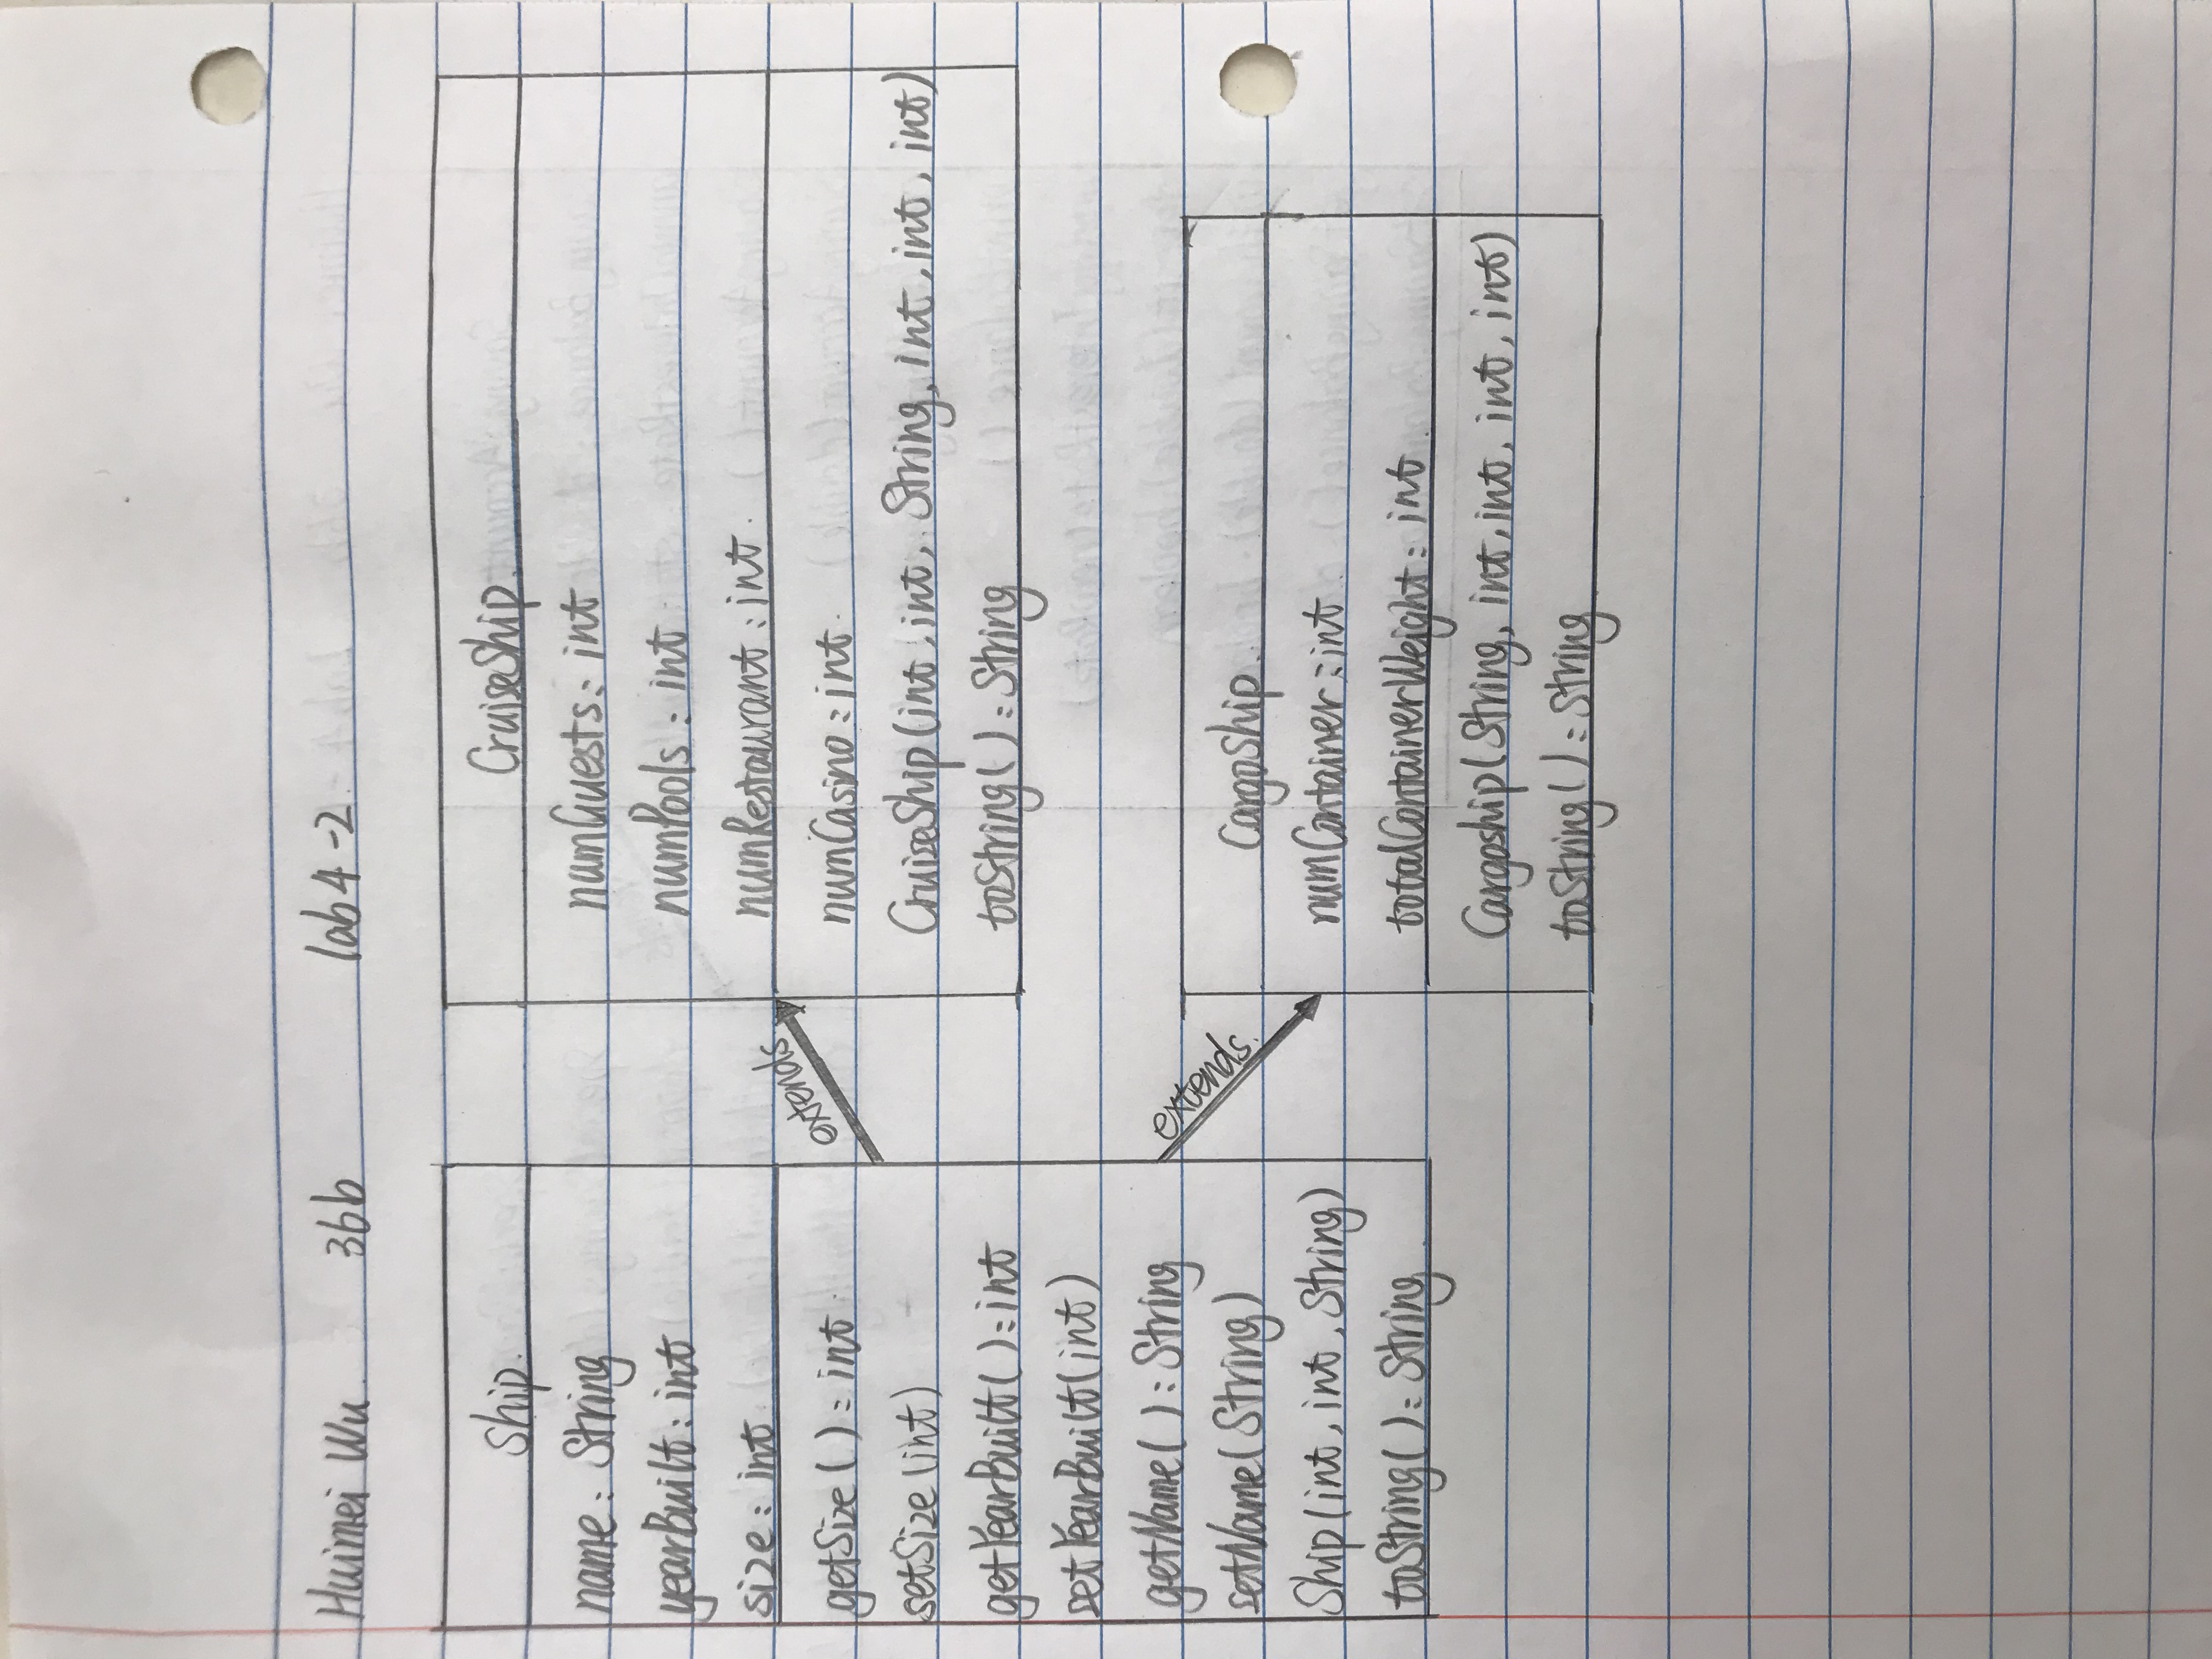 Huimei Wu 36b lab 4-2
Ship
name: String
yearBuilt: int
size: int
getSize( ): int
setSize(int)
getYearBuilt( ): int
setYearBuilt(int)
getName( ): String
setName(String)
Ship(int, int, String)
toString( ): String
extends
CruiseShip
numGuests: int
numPools: int
numRestaurant: int
numCasino: int
CruiseShip(int, int, String, int, int, int)
toString( ): String
extends
CargoShip
numContainer: int
totalContainerWeight: int
Cargoship(String, int, int, int, int)
toString( ): String